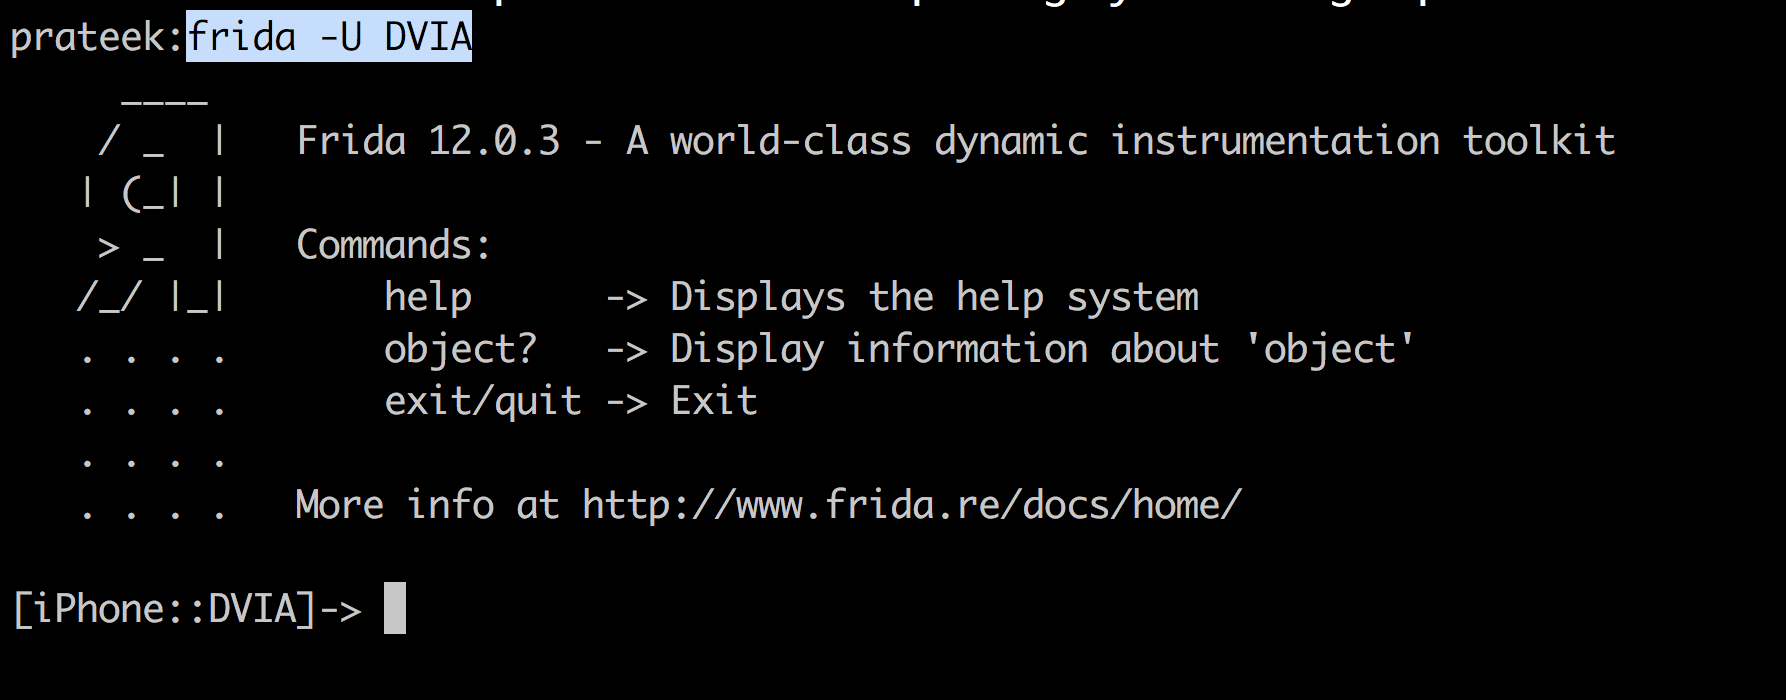 prateek:frida -U DVIA
     ____
    / _  |   Frida 12.0.3 - A world-class dynamic instrumentation toolkit
   | (_| |
    > _  |   Commands:
   /_/ |_|       help      -> Displays the help system
   . . . .       object?   -> Display information about 'object'
   . . . .       exit/quit -> Exit
   . . . .
   . . . .   More info at http://www.frida.re/docs/home/
[iPhone::DVIA]->